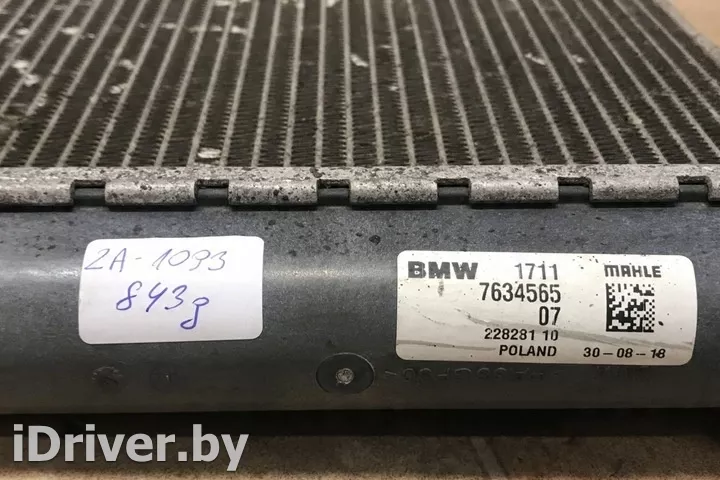 2A-1093
843g
BMW 1711 MAHLE
7634565
07
228281 10
POLAND 30-08-18
iDriver.by